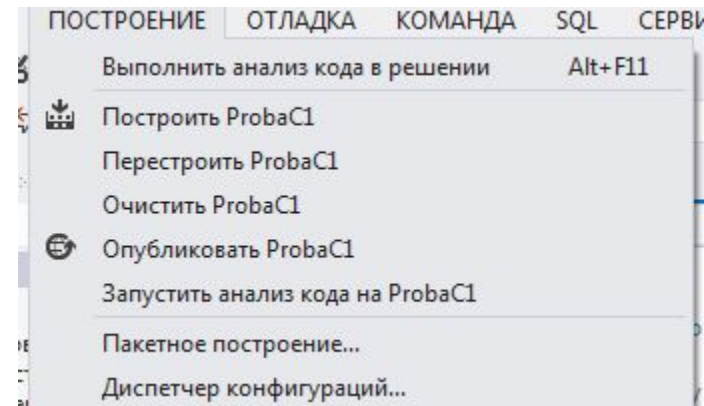 ПОСТРОЕНИЕ ОТЛАДКА КОМАНДА SQL
Выполнить анализ кода в решении Alt+F11
Построить ProbaC1
Перестроить ProbaC1
Очистить ProbaC1
Опубликовать ProbaC1
Запустить анализ кода на ProbaC1
Пакетное построение...
Диспетчер конфигураций...